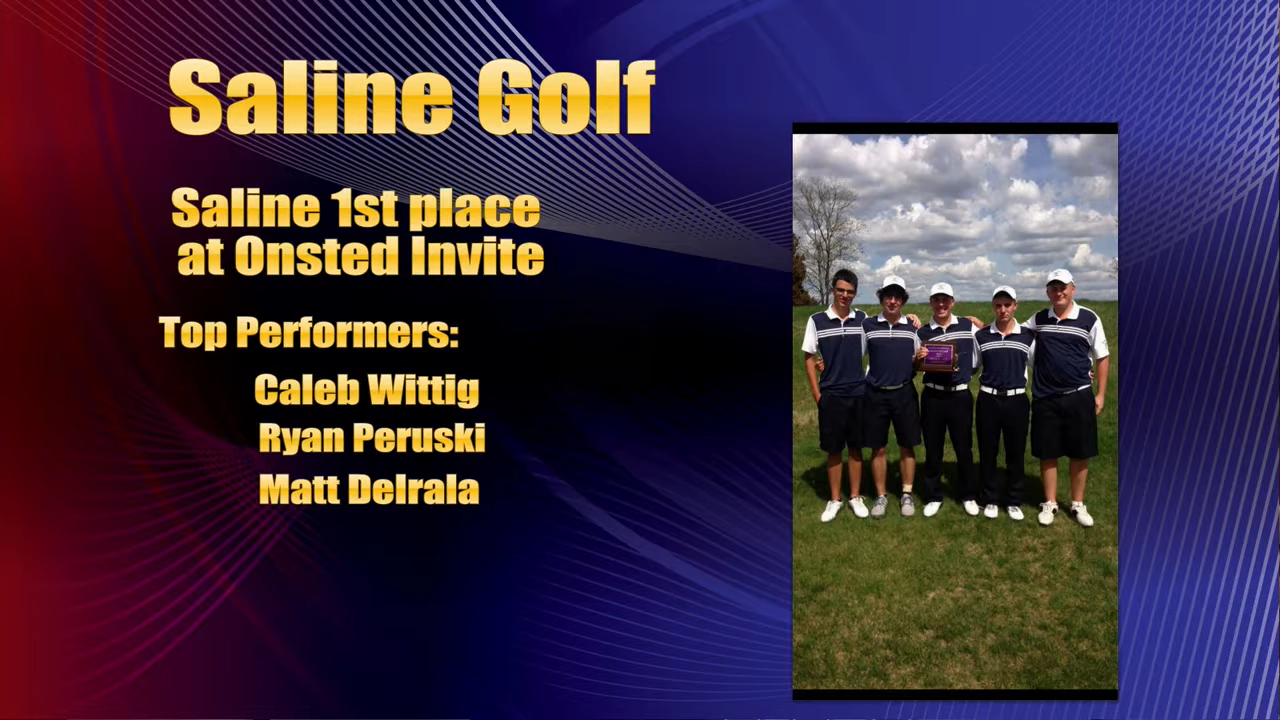 Saline Golf
Saline 1st place
at Onsted Invite
Top Performers:
Caleb Wittig
Ryan Peruski
Matt Delrala